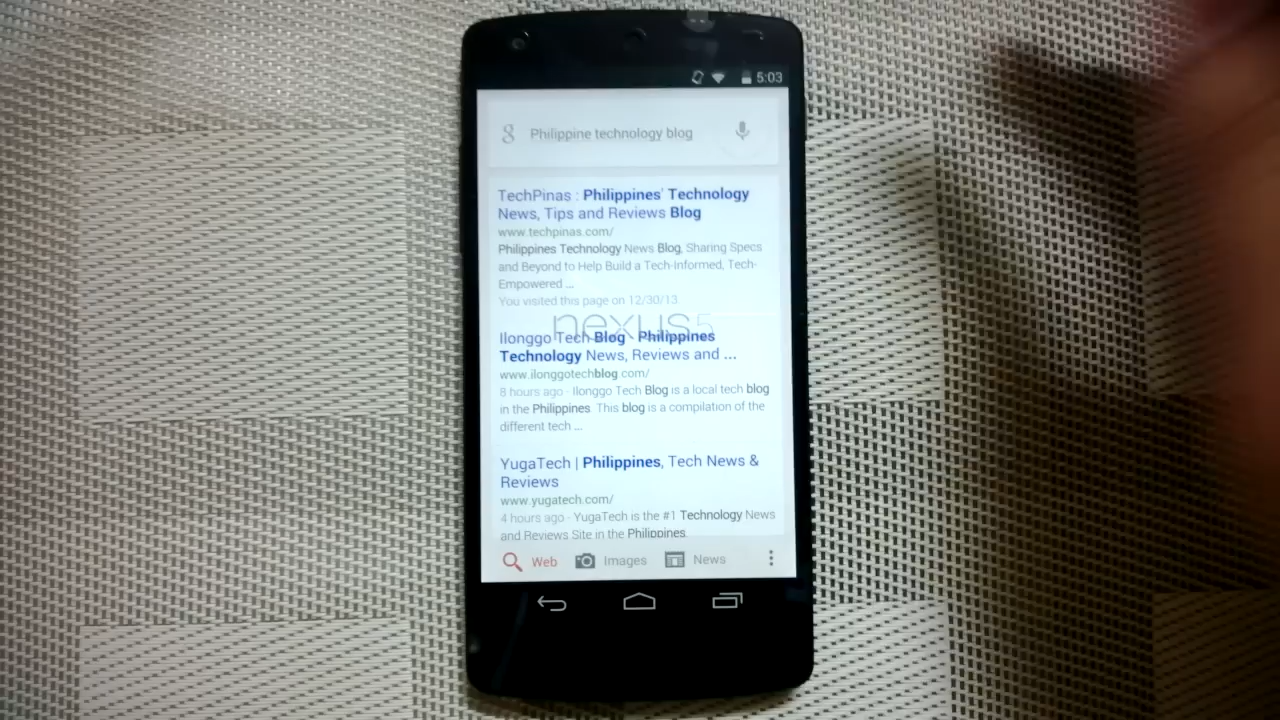 5:03
Philippine technology blog
TechPinas : Philippines' Technology
News, Tips and Reviews Blog
www.techpinas.com/
Philippines Technology News Blog, Sharing Specs
and Beyond to Help Build a Tech-Informed, Tech-
Empowered ...
You visited this page on 12/30/13.
nexus 5
Ilonggo Tech Blog - Philippines
Technology News, Reviews and ...
www.ilonggotechblog.com/
8 hours ago - Ilonggo Tech Blog is a local tech blog
in the Philippines. This blog is a compilation of the
different tech ...
YugaTech | Philippines, Tech News &
Reviews
www.yugatech.com/
4 hours ago - YugaTech is the #1 Technology News
and Reviews Site in the Philippines.
Web Images News